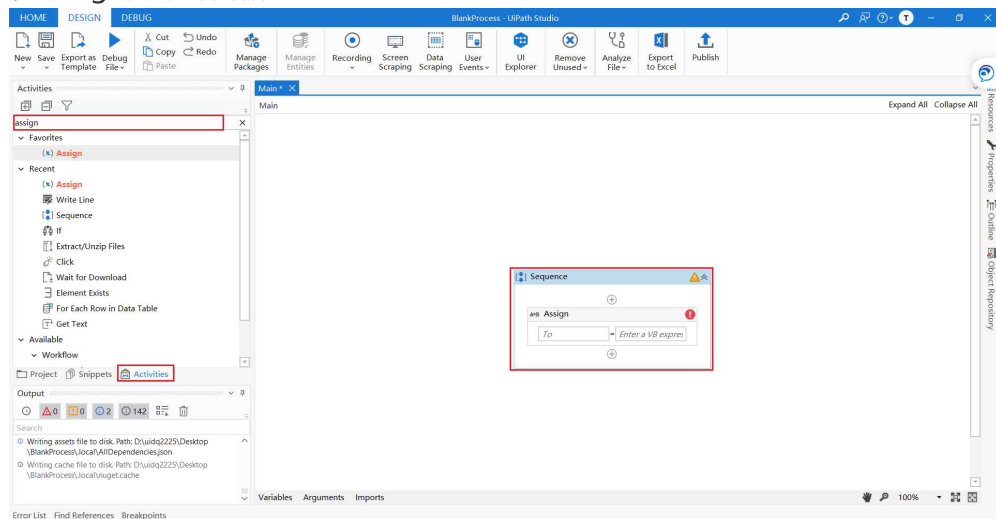 HOME DESIGN DEBUG BlankProcess - UiPath Studio T
New Save Export as Template Debug File Cut Copy Paste Undo Redo Manage Packages Manage Entities Recording Screen Scraping Data Scraping User Events UI Explorer Remove Unused Analyze File Export to Excel Publish
Activities
Main* ×
Main Expand All Collapse All
assign
Favorites
(x) Assign
Recent
(x) Assign
Write Line
Sequence
If
Extract/Unzip Files
Click
Wait for Download
Element Exists
For Each Row in Data Table
Get Text
Available
Workflow
Project Snippets Activities
Sequence
A*B Assign
To = Enter a VB expres
Resources
Properties
Outline
Object Repository
Output
0 0 2 142
Search
Writing assets file to disk. Path: D:\uidq2225\Desktop
\BlankProcess\.local\AllDependencies.json
Writing cache file to disk. Path: D:\uidq2225\Desktop
\BlankProcess\.local\nuget.cache
Variables Arguments Imports 100%
Error List Find References Breakpoints